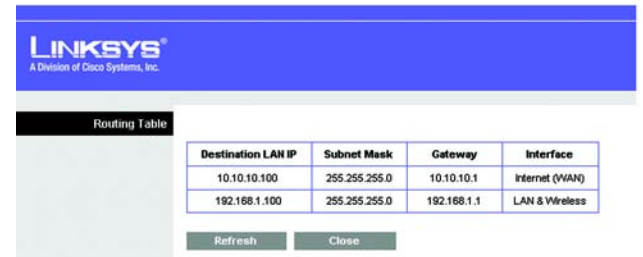 LINKSYS®
A Division of Cisco Systems, Inc.
Routing Table
Destination LAN IP Subnet Mask Gateway Interface
10.10.10.100 255.255.255.0 10.10.10.1 Internet (WAN)
192.168.1.100 255.255.255.0 192.168.1.1 LAN & Wireless
Refresh Close